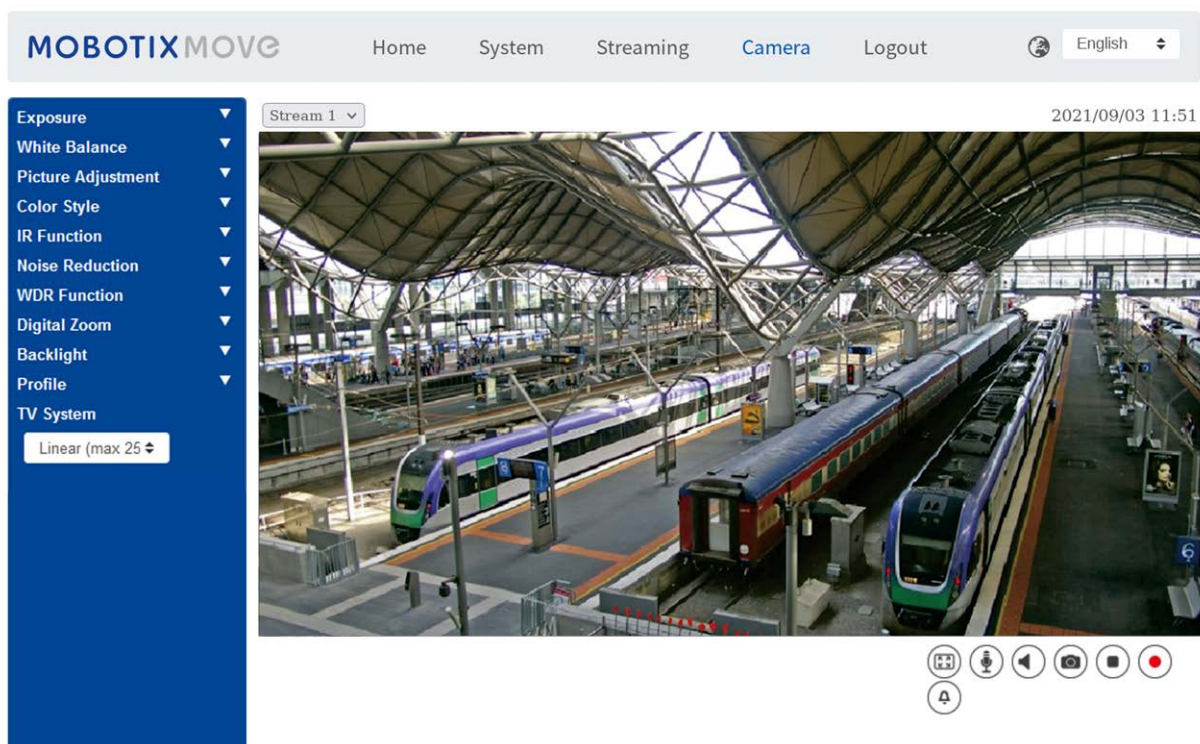 MOBOTIX MOVE
Home
System
Streaming
Camera
Logout
English
Exposure
White Balance
Picture Adjustment
Color Style
IR Function
Noise Reduction
WDR Function
Digital Zoom
Backlight
Profile
TV System
Linear (max 25
Stream 1
2021/09/03 11:51
8
7
6